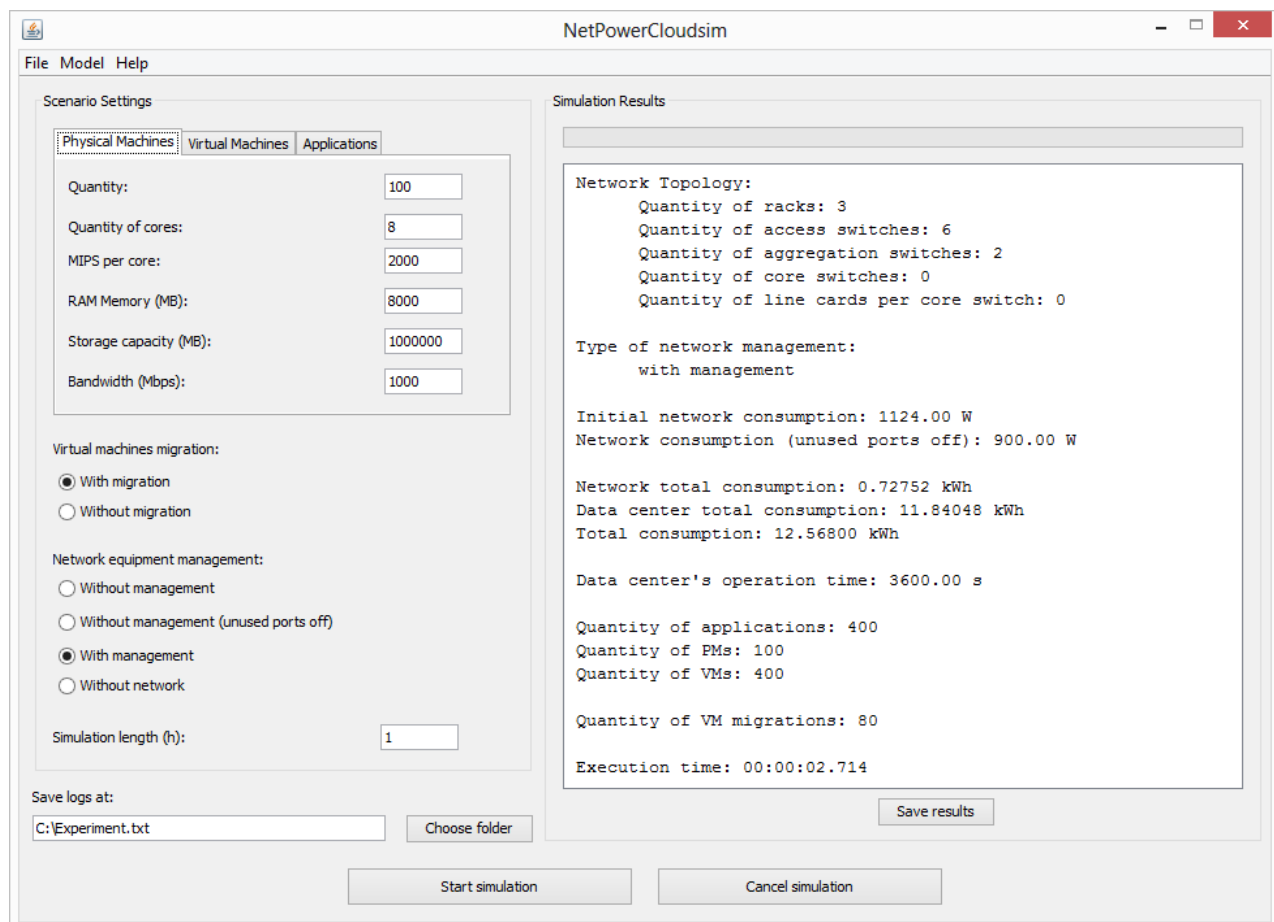 NetPowerCloudsim
File Model Help
Scenario Settings
Physical Machines Virtual Machines Applications
Quantity: 100
Quantity of cores: 8
MIPS per core: 2000
RAM Memory (MB): 8000
Storage capacity (MB): 1000000
Bandwidth (Mbps): 1000
Virtual machines migration:
With migration
Without migration
Network equipment management:
Without management
Without management (unused ports off)
With management
Without network
Simulation length (h): 1
Save logs at:
C:\Experiment.txt Choose folder
Simulation Results
Network Topology:
Quantity of racks: 3
Quantity of access switches: 6
Quantity of aggregation switches: 2
Quantity of core switches: 0
Quantity of line cards per core switch: 0
Type of network management:
with management
Initial network consumption: 1124.00 W
Network consumption (unused ports off): 900.00 W
Network total consumption: 0.72752 kWh
Data center total consumption: 11.84048 kWh
Total consumption: 12.56800 kWh
Data center's operation time: 3600.00 s
Quantity of applications: 400
Quantity of PMs: 100
Quantity of VMs: 400
Quantity of VM migrations: 80
Execution time: 00:00:02.714
Save results
Start simulation Cancel simulation